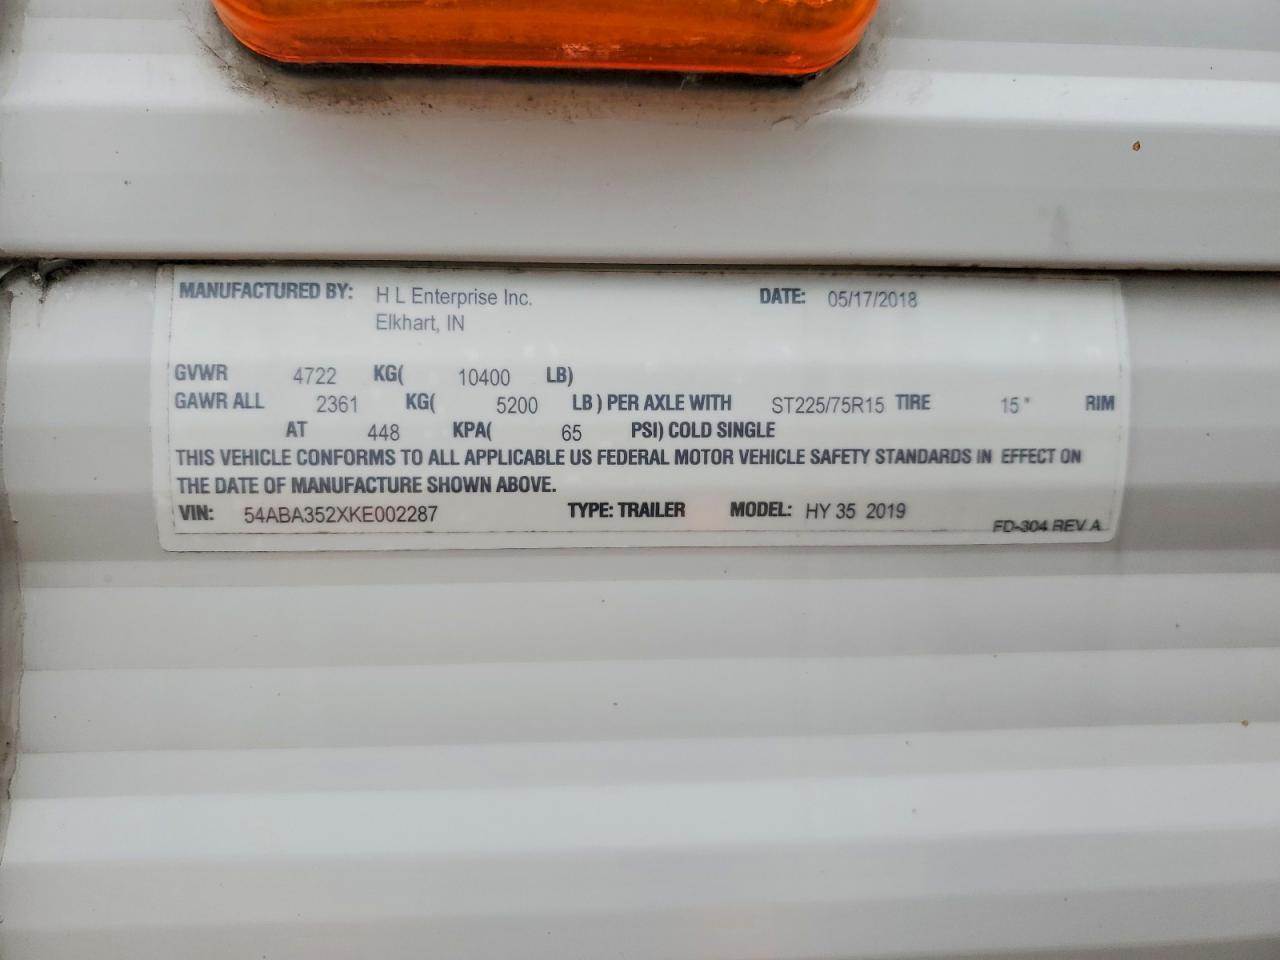 MANUFACTURED BY: H L Enterprise Inc. DATE: 05/17/2018
Elkhart, IN
GVWR 4722 KG( 10400 LB)
GAWR ALL 2361 KG( 5200 LB ) PER AXLE WITH ST225/75R15 TIRE 15 " RIM
AT 448 KPA( 65 PSI) COLD SINGLE
THIS VEHICLE CONFORMS TO ALL APPLICABLE US FEDERAL MOTOR VEHICLE SAFETY STANDARDS IN EFFECT ON
THE DATE OF MANUFACTURE SHOWN ABOVE.
VIN: 54ABA352XKE002287 TYPE: TRAILER MODEL: HY 35 2019
FD-304 REV A